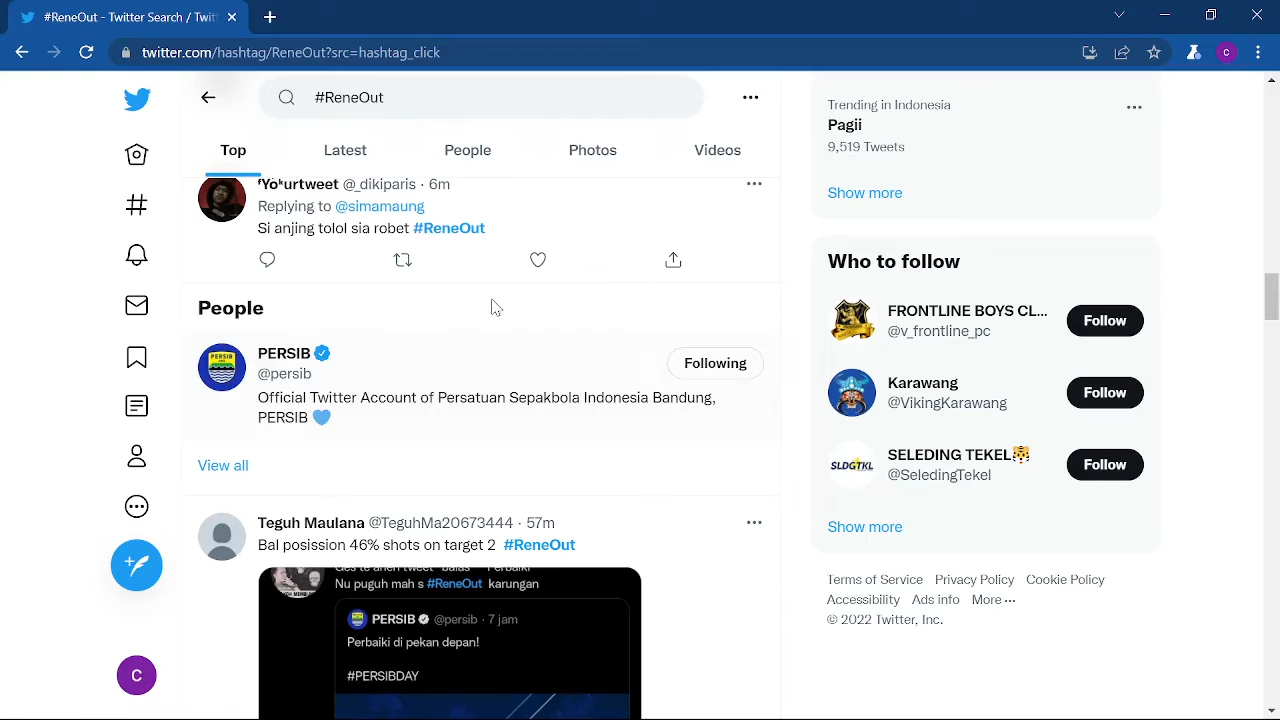 #ReneOut - Twitter Search / Twi
twitter.com/hashtag/ReneOut?src=hashtag_click
#ReneOut
Top
Latest
People
Photos
Videos
@_dikiparis · 6m
Replying to @simamaung
Si anjing tolol sia robet #ReneOut
People
PERSIB
@persib
Following
Official Twitter Account of Persatuan Sepakbola Indonesia Bandung,
PERSIB 💙
View all
Teguh Maulana @TeguhMa20673444 · 57m
Bal posission 46% shots on target 2 #ReneOut
Nu puguh mah s #ReneOut karungan
PERSIB @persib · 7 jam
Perbaiki di pekan depan!
#PERSIBDAY
C
Trending in Indonesia
Pagii
9,519 Tweets
Show more
Who to follow
FRONTLINE BOYS CL...
@v_frontline_pc
Follow
Karawang
@VikingKarawang
Follow
SLDGTKL
SELEDING TEKEL🐯
@SeledingTekel
Follow
Show more
Terms of Service Privacy Policy Cookie Policy
Accessibility Ads info More ···
© 2022 Twitter, Inc.